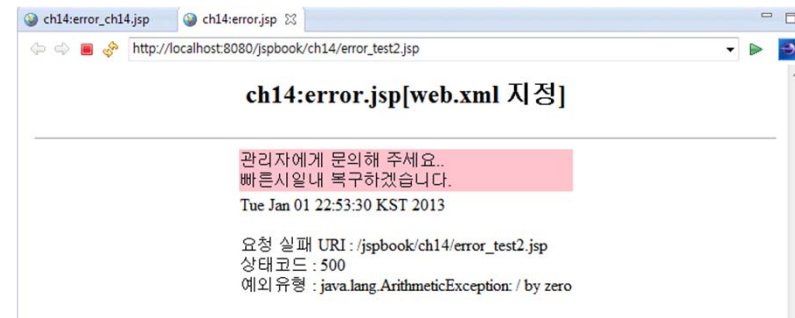 ch14:error_ch14.jsp
ch14:error.jsp
http://localhost:8080/jspbook/ch14/error_test2.jsp
ch14:error.jsp[web.xml 지정]
관리자에게 문의해 주세요..
빠른시일내 복구하겠습니다.
Tue Jan 01 22:53:30 KST 2013
요청 실패 URI : /jspbook/ch14/error_test2.jsp
상태코드 : 500
예외유형 : java.lang.ArithmeticException: / by zero